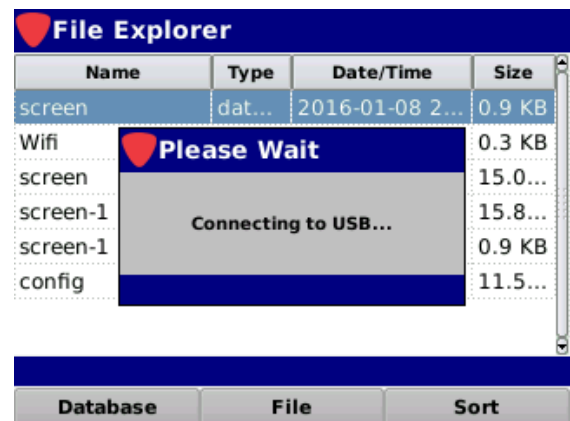 File Explorer
Name Type Date/Time Size
screen dat... 2016-01-08 2... 0.9 KB
Wifi 0.3 KB
Please Wait
screen 15.0...
screen-1 15.8...
Connecting to USB...
screen-1 0.9 KB
config 11.5...
Database File Sort